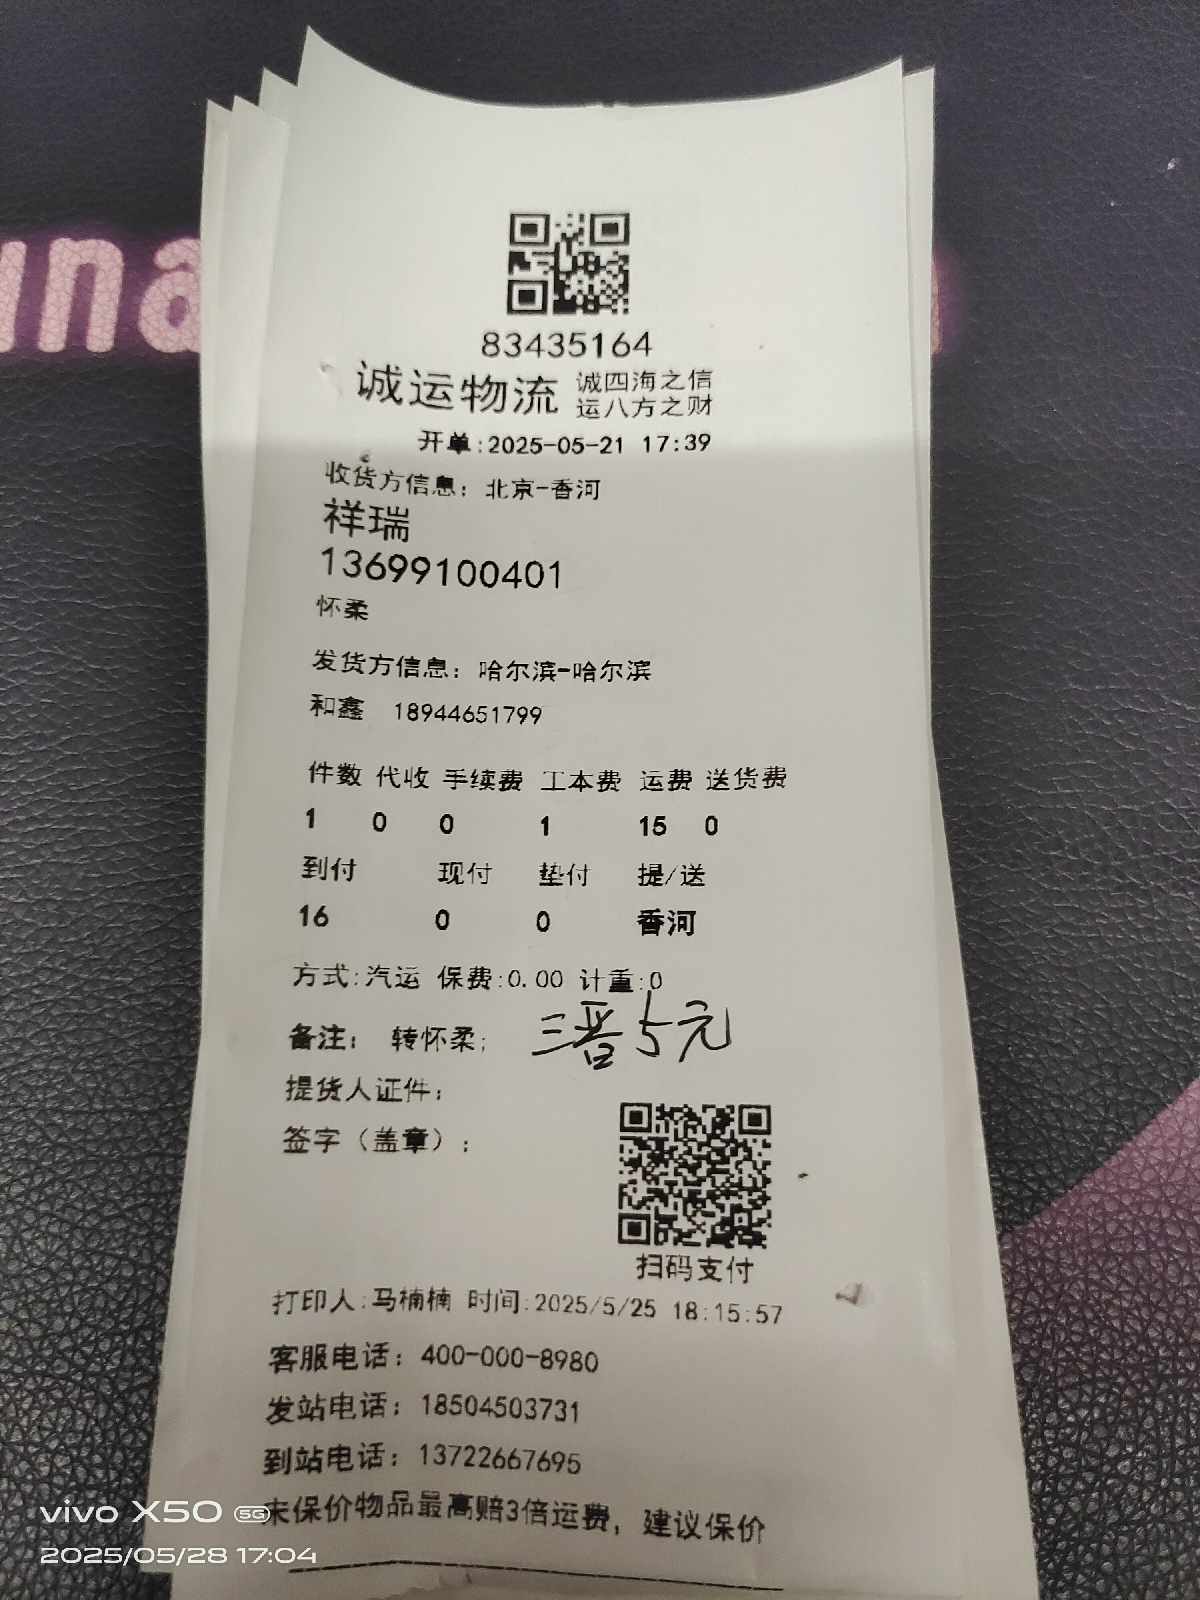 una
83435164
诚运物流 诚四海之信
运八方之财
开单:2025-05-21 17:39
收货方信息：北京-香河
祥瑞
13699100401
怀柔
发货方信息：哈尔滨-哈尔滨
和鑫 18944651799
件数 代收 手续费 工本费 运费 送货费
1 0 0 1 15 0
到付 现付 垫付 提/送
16 0 0 香河
方式:汽运 保费:0.00 计重:0
备注： 转怀柔; 三晋5元
提货人证件：
签字（盖章）：
扫码支付
打印人:马楠楠 时间:2025/5/25 18:15:57
客服电话：400-000-8980
发站电话：18504503731
到站电话：13722667695
未保价物品最高赔3倍运费，建议保价
vivo X50 5G
2025/05/28 17:04